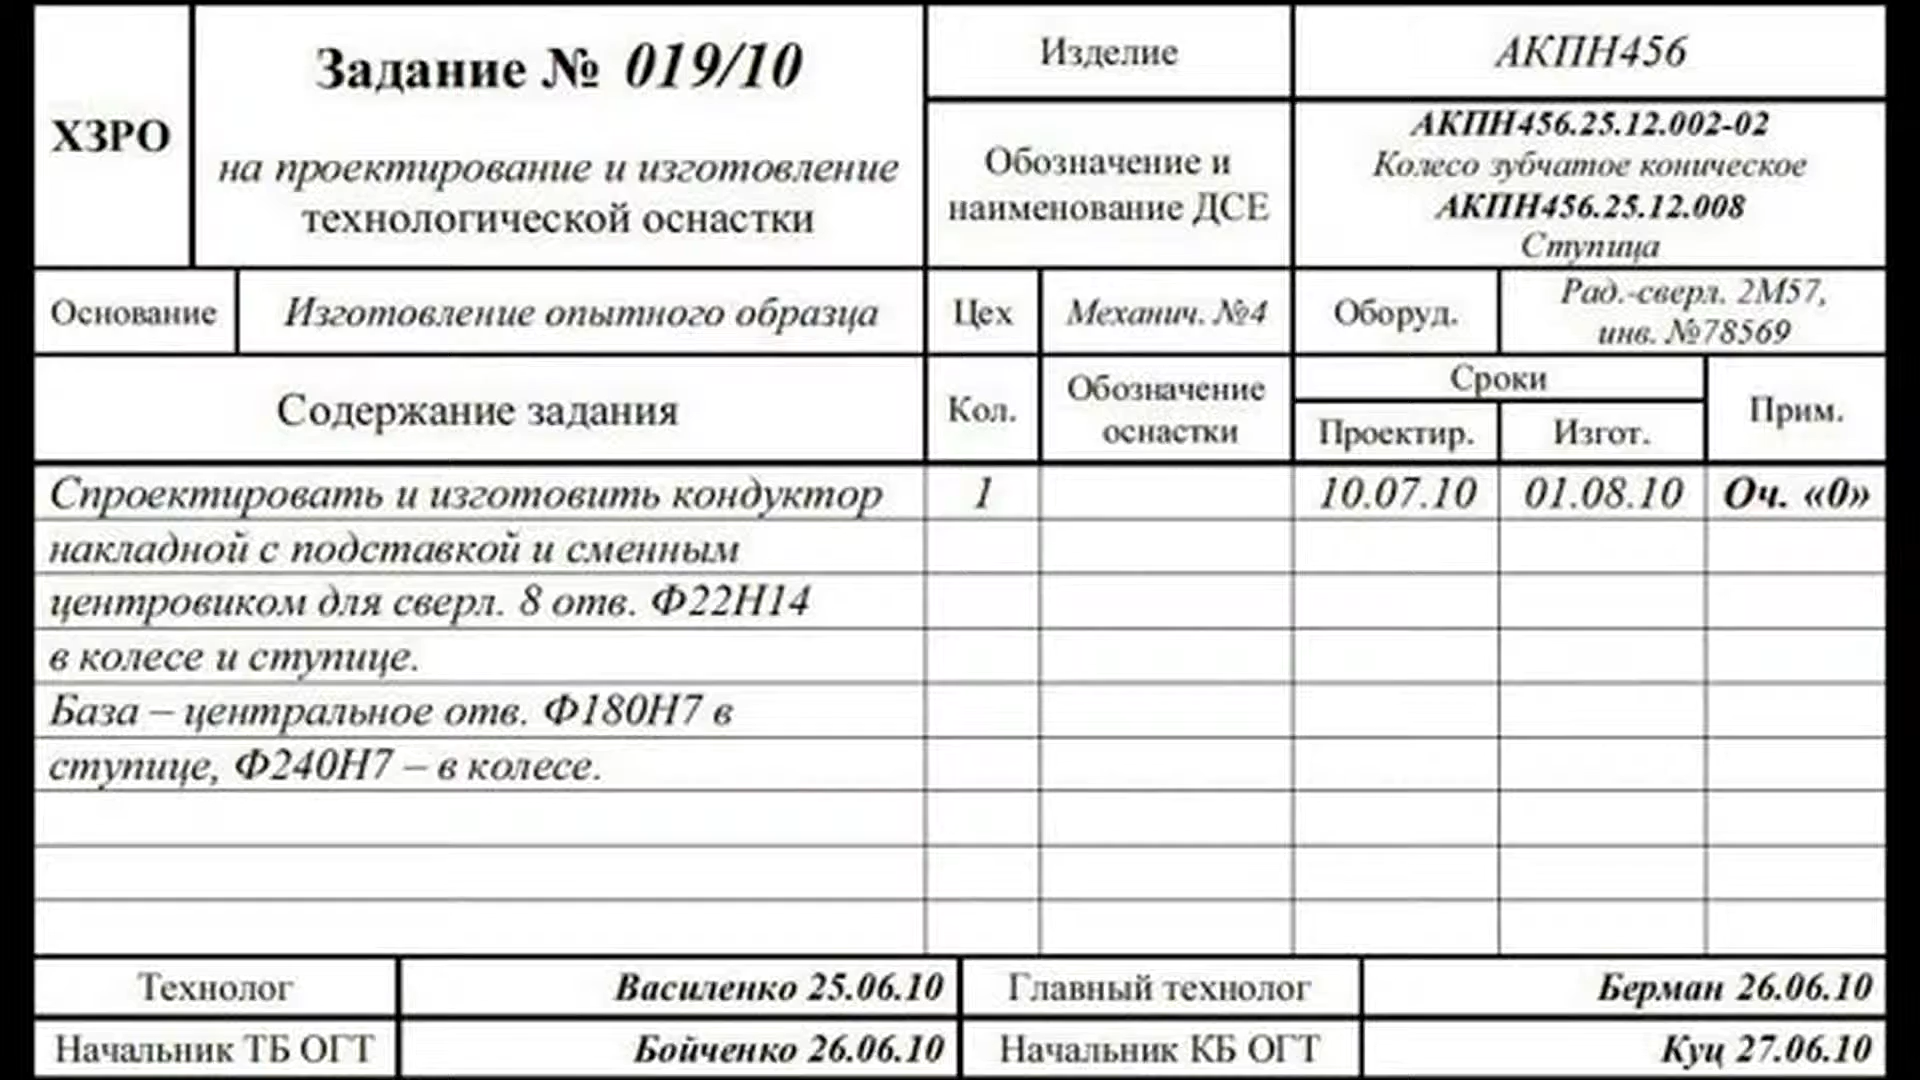 ХЗРО
Задание № 019/10
на проектирование и изготовление
технологической оснастки
Изделие
АКПН456
Обозначение и
наименование ДСЕ
АКПН456.25.12.002-02
Колесо зубчатое коническое
АКПН456.25.12.008
Ступица
Основание
Изготовление опытного образца
Цех
Механич. №4
Оборуд.
Рад.-сверл. 2М57,
инв. №78569
Содержание задания
Кол.
Обозначение
оснастки
Сроки
Проектир.
Изгот.
Прим.
Спроектировать и изготовить кондуктор
1
10.07.10
01.08.10
Оч. «0»
накладной с подставкой и сменным
центровиком для сверл. 8 отв. Ф22Н14
в колесе и ступице.
База – центральное отв. Ф180Н7 в
ступице, Ф240Н7 – в колесе.
Технолог
Василенко 25.06.10
Главный технолог
Берман 26.06.10
Начальник ТБ ОГТ
Бойченко 26.06.10
Начальник КБ ОГТ
Куц 27.06.10